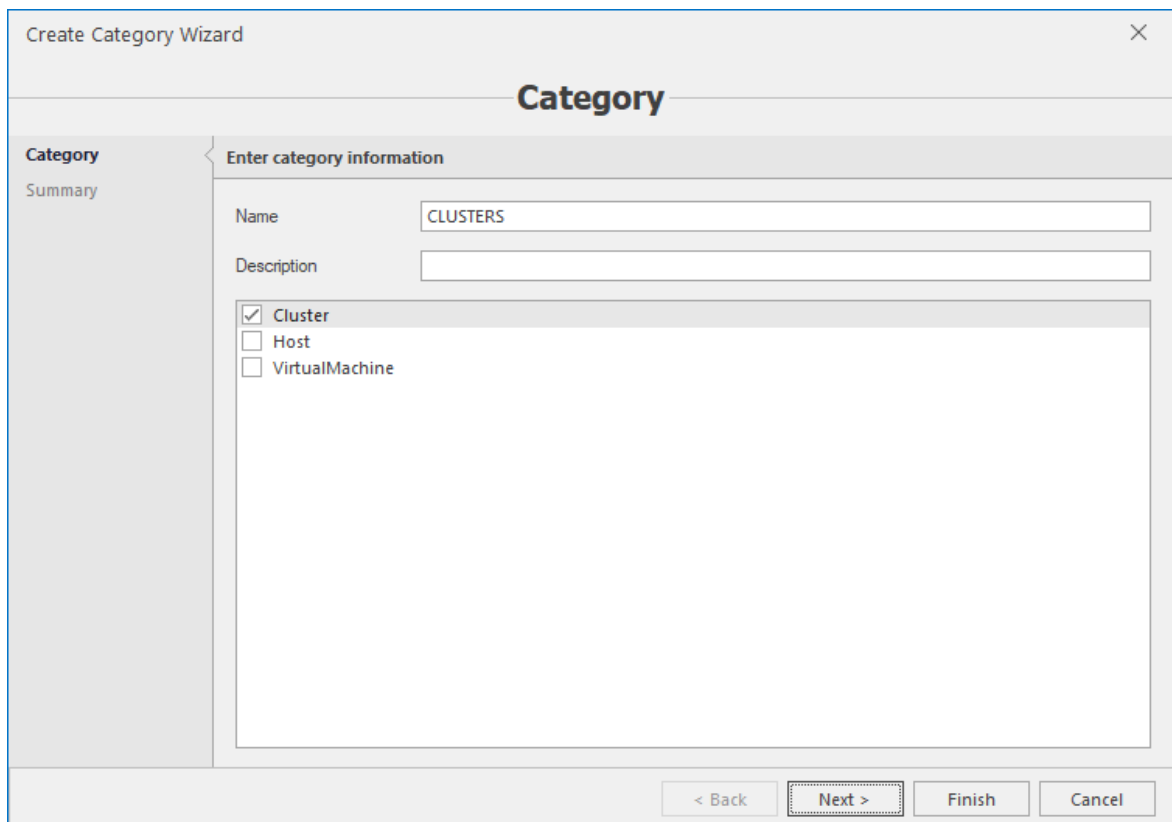 Create Category Wizard
Category
Category
Summary
Enter category information
Name
CLUSTERS
Description
Cluster
Host
VirtualMachine
< Back
Next >
Finish
Cancel